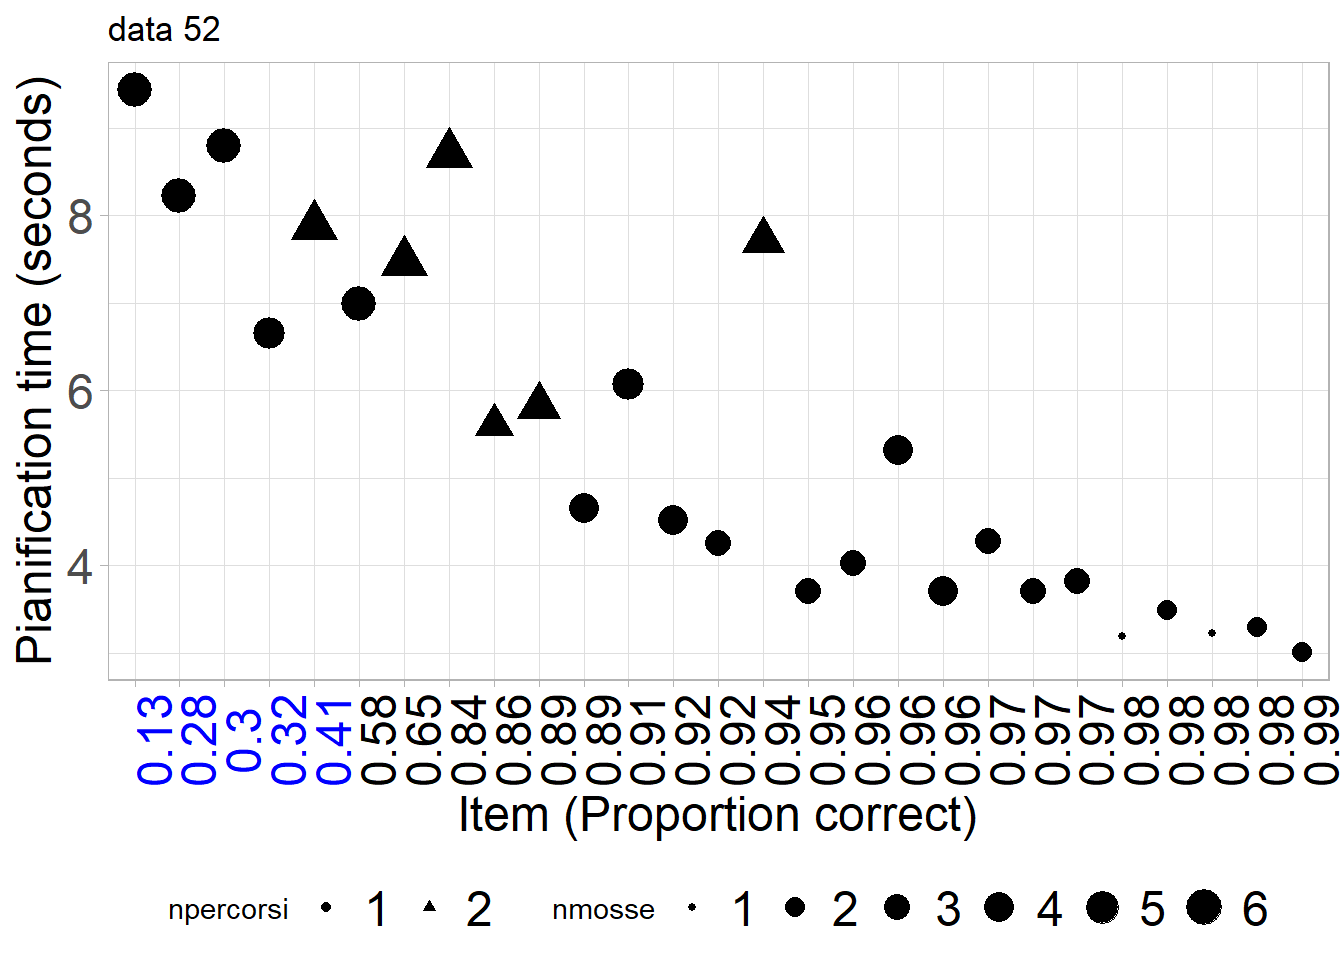 data 52
Pianification time (seconds)
8
6
4
0.13 0.28 0.3 0.32 0.41 0.58 0.65 0.84 0.86 0.89 0.89 0.91 0.92 0.92 0.94 0.95 0.96 0.96 0.96 0.97 0.97 0.97 0.98 0.98 0.98 0.98 0.99
Item (Proportion correct)
npercorsi 1 2 nmosse 1 2 3 4 5 6